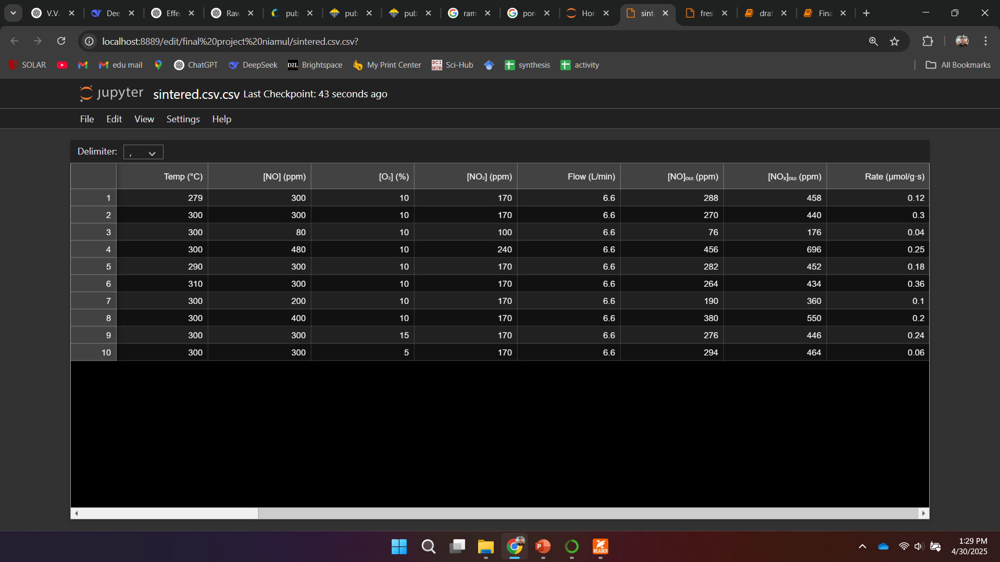 V.V. Dee Effe Raw pub pub pub ram por Hor sint fres draf Fina
localhost:8889/edit/final%20project%20niamul/sintered.csv.csv?
SOLAR edu mail ChatGPT DeepSeek D2L Brightspace My Print Center SCI HUB Sci-Hub synthesis activity All Bookmarks
jupyter sintered.csv.csv Last Checkpoint: 43 seconds ago
File Edit View Settings Help
Delimiter: ,
Temp (°C) [NO] (ppm) [O₂] (%) [NO₂] (ppm) Flow (L/min) [NO]ₒᵤₜ (ppm) [NOₓ]ₒᵤₜ (ppm) Rate (μmol/g·s)
1 279 300 10 170 6.6 288 458 0.12
2 300 300 10 170 6.6 270 440 0.3
3 300 80 10 100 6.6 76 176 0.04
4 300 480 10 240 6.6 456 696 0.25
5 290 300 10 170 6.6 282 452 0.18
6 310 300 10 170 6.6 264 434 0.36
7 300 200 10 170 6.6 190 360 0.1
8 300 400 10 170 6.6 380 550 0.2
9 300 300 15 170 6.6 276 446 0.24
10 300 300 5 170 6.6 294 464 0.06
P READER
1:29 PM
4/30/2025